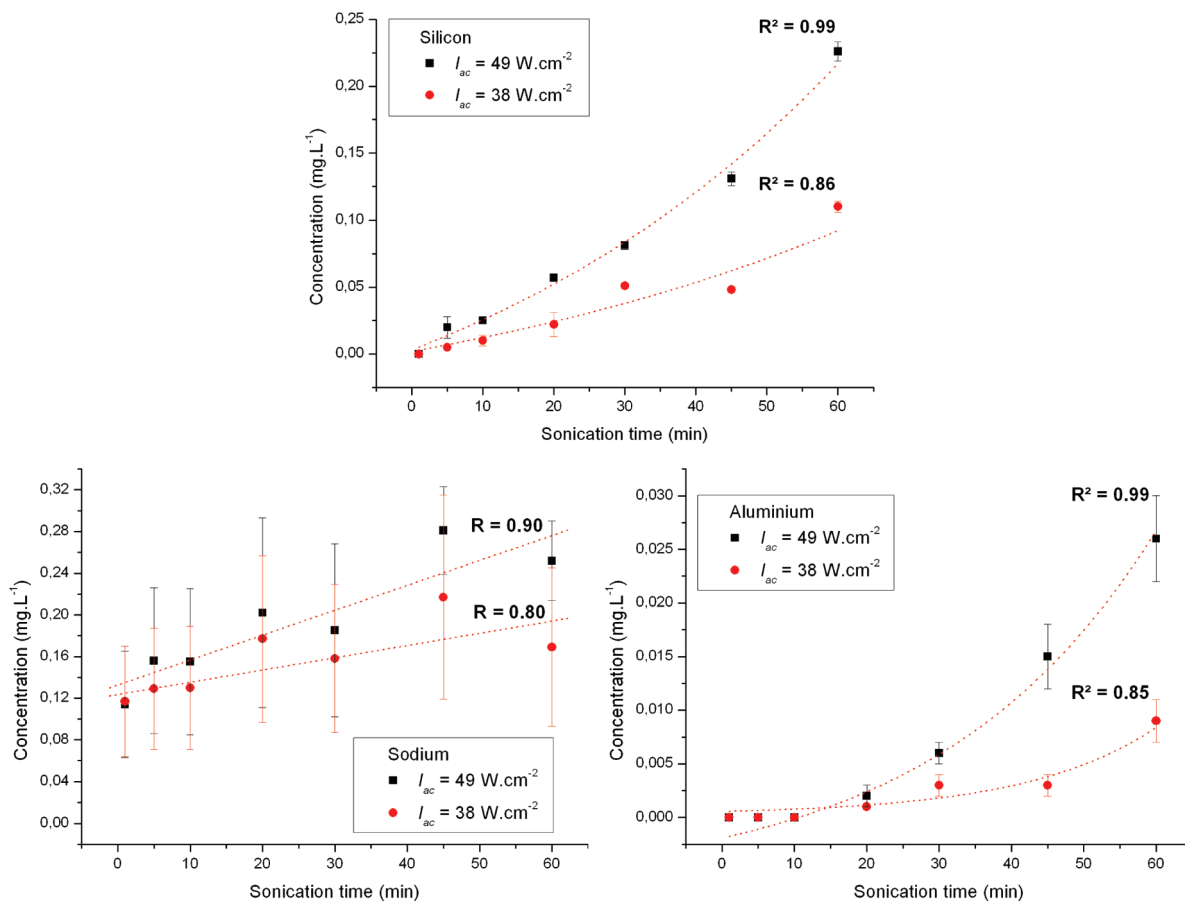 Silicon
I_ac = 49 W.cm⁻²
I_ac = 38 W.cm⁻²
R² = 0.99
R² = 0.86
0,25
0,20
0,15
0,10
0,05
0,00
Concentration (mg.L⁻¹)
0 10 20 30 40 50 60
Sonication time (min)
0,32
0,28
0,24
0,20
0,16
0,12
0,08
0,04
0,00
Concentration (mg.L⁻¹)
R = 0.90
R = 0.80
Sodium
I_ac = 49 W.cm⁻²
I_ac = 38 W.cm⁻²
0 10 20 30 40 50 60
Sonication time (min)
0,030
0,025
0,020
0,015
0,010
0,005
0,000
Concentration (mg.L⁻¹)
Aluminium
I_ac = 49 W.cm⁻²
I_ac = 38 W.cm⁻²
R² = 0.99
R² = 0.85
0 10 20 30 40 50 60
Sonication time (min)